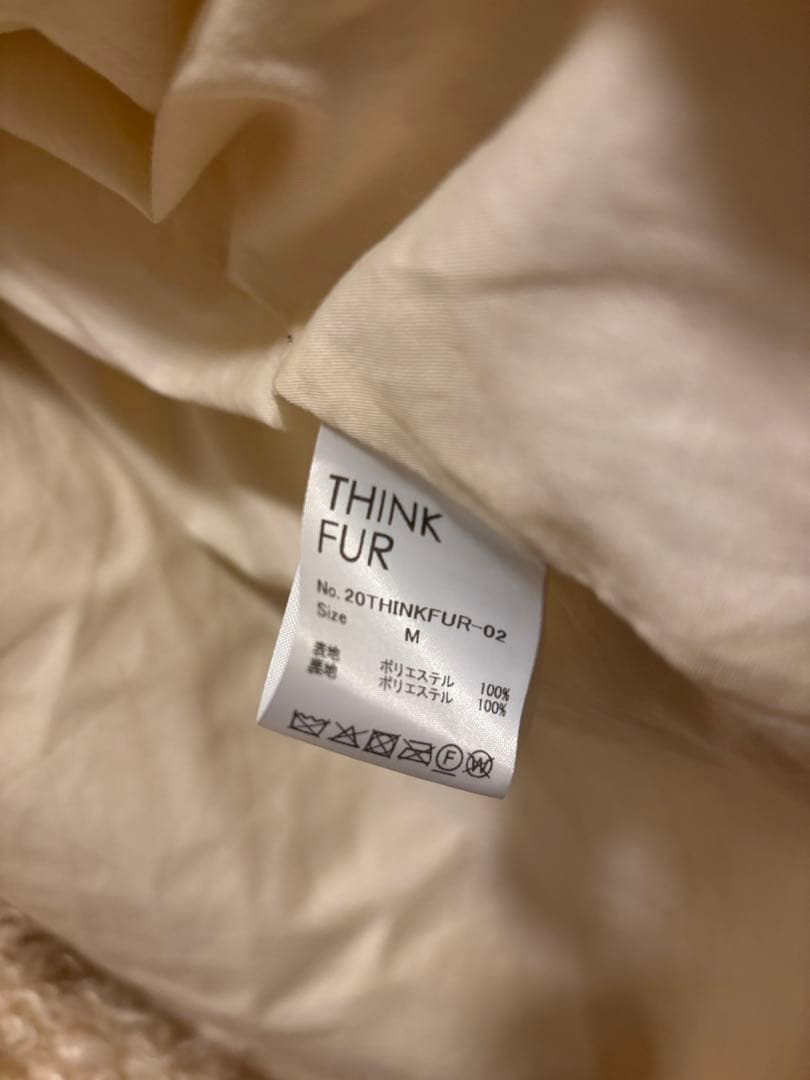 THINK
FUR
No. 20THINKFUR-02
Size M
表地 ポリエステル 100%
裏地 ポリエステル 100%
F W